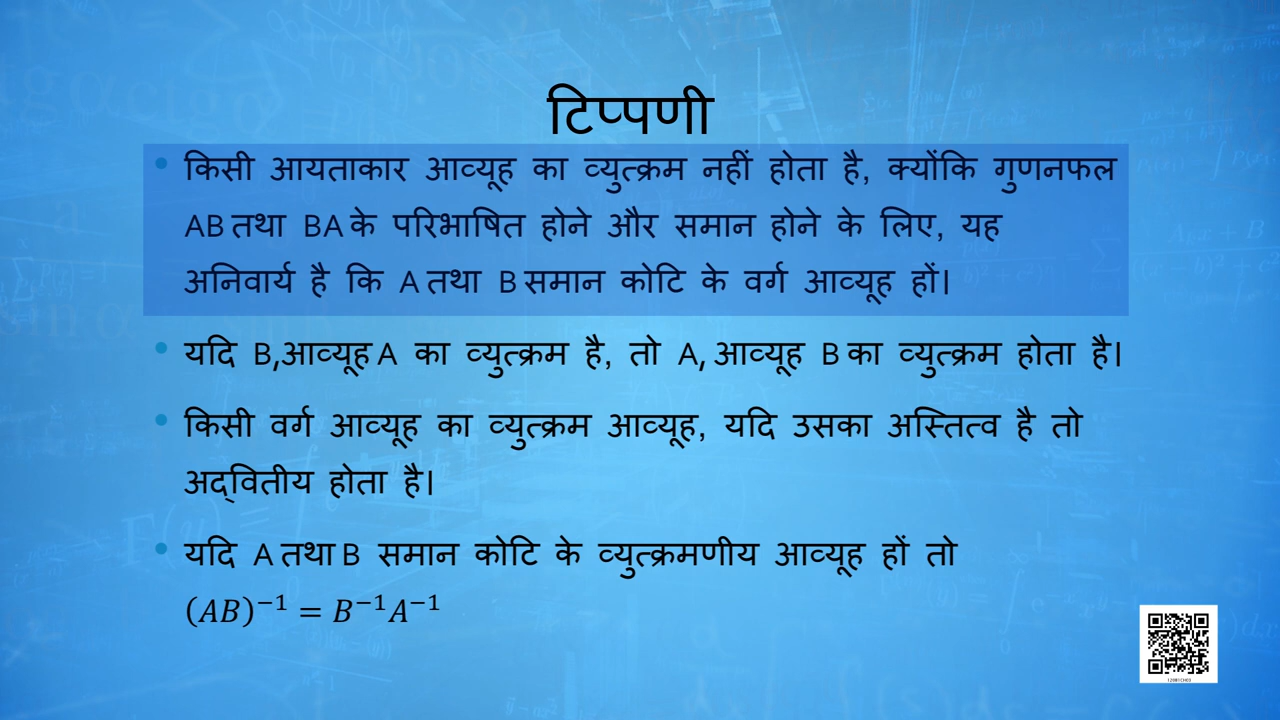 टिप्पणी
• किसी आयताकार आव्यूह का व्युत्क्रम नहीं होता है, क्योंकि गुणनफल
AB तथा BA के परिभाषित होने और समान होने के लिए, यह
अनिवार्य है कि A तथा B समान कोटि के वर्ग आव्यूह हों।
• यदि B,आव्यूह A का व्युत्क्रम है, तो A, आव्यूह B का व्युत्क्रम होता है।
• किसी वर्ग आव्यूह का व्युत्क्रम आव्यूह, यदि उसका अस्तित्व है तो
अद्‌वितीय होता है।
• यदि A तथा B समान कोटि के व्युत्क्रमणीय आव्यूह हों तो
(AB)⁻¹ = B⁻¹A⁻¹